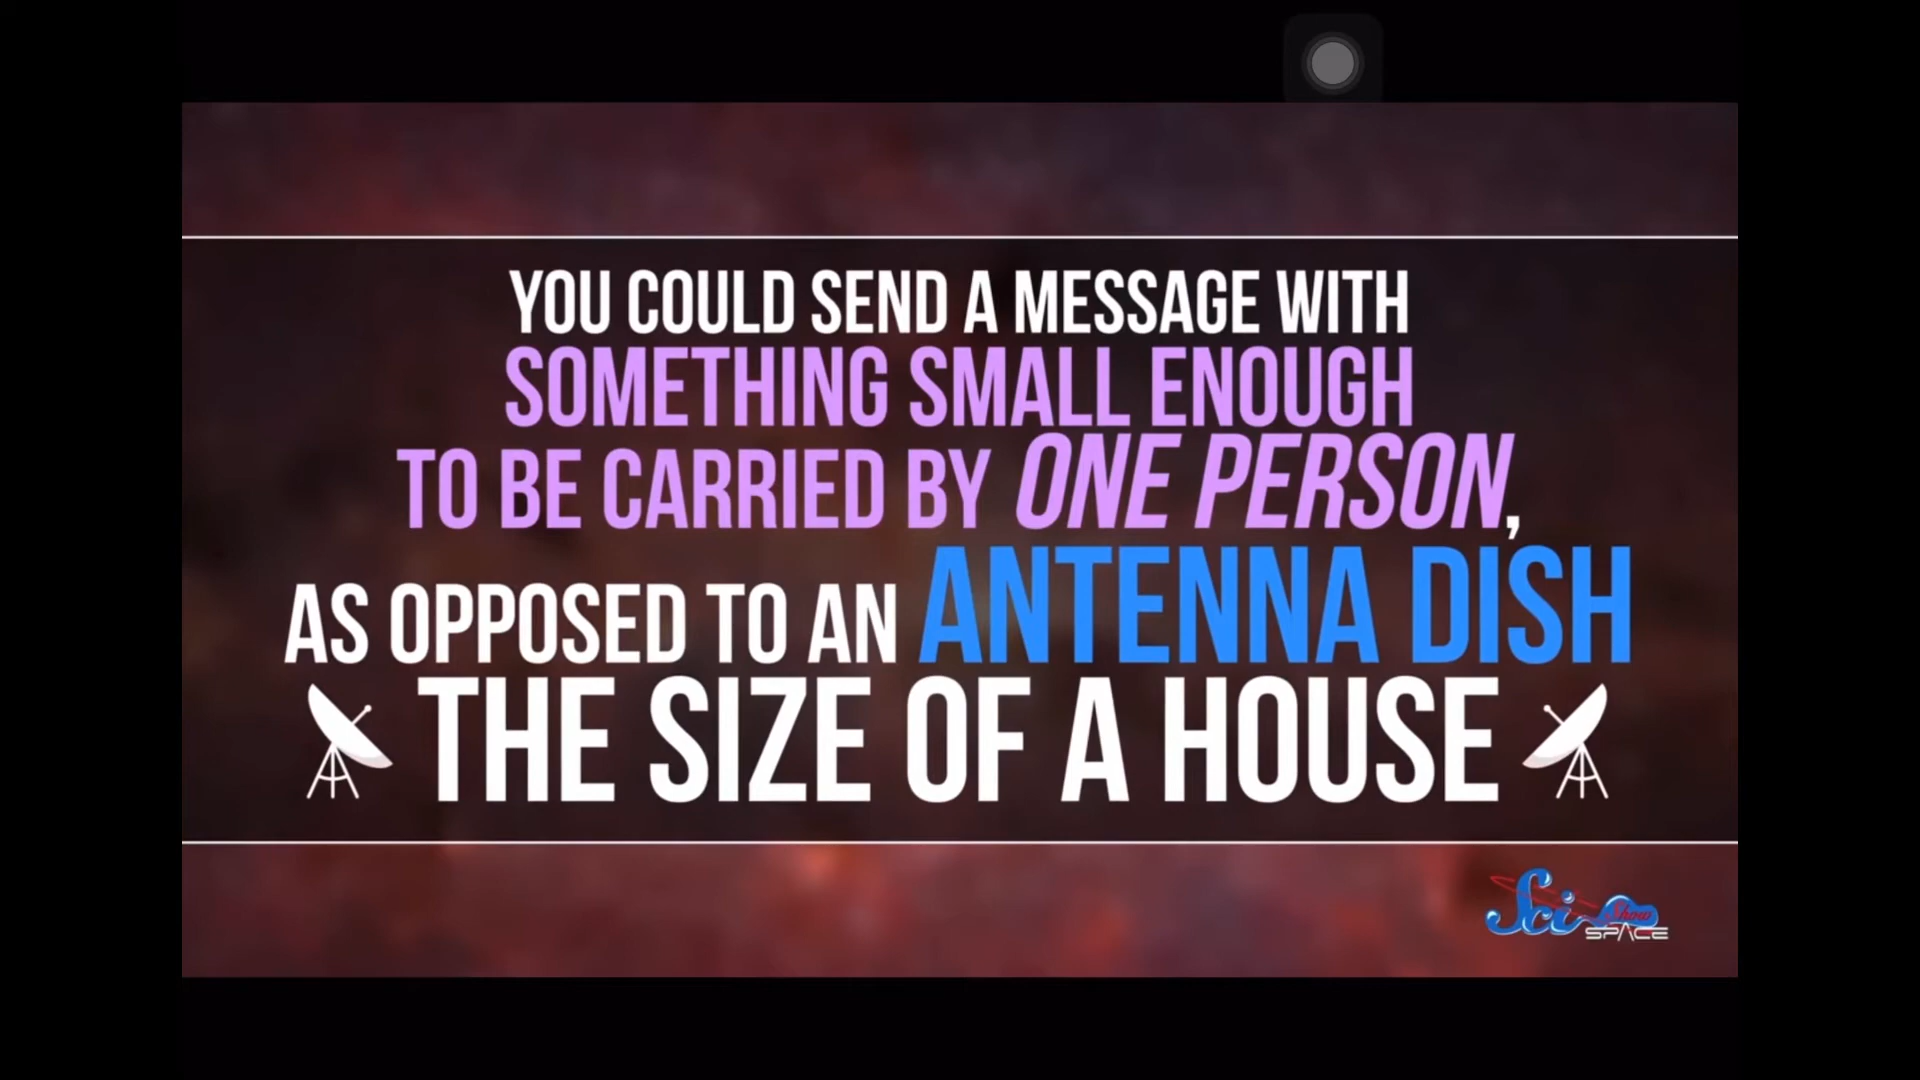 YOU COULD SEND A MESSAGE WITH
SOMETHING SMALL ENOUGH
TO BE CARRIED BY ONE PERSON,
AS OPPOSED TO AN ANTENNA DISH
THE SIZE OF A HOUSE
Sci Show
SPACE